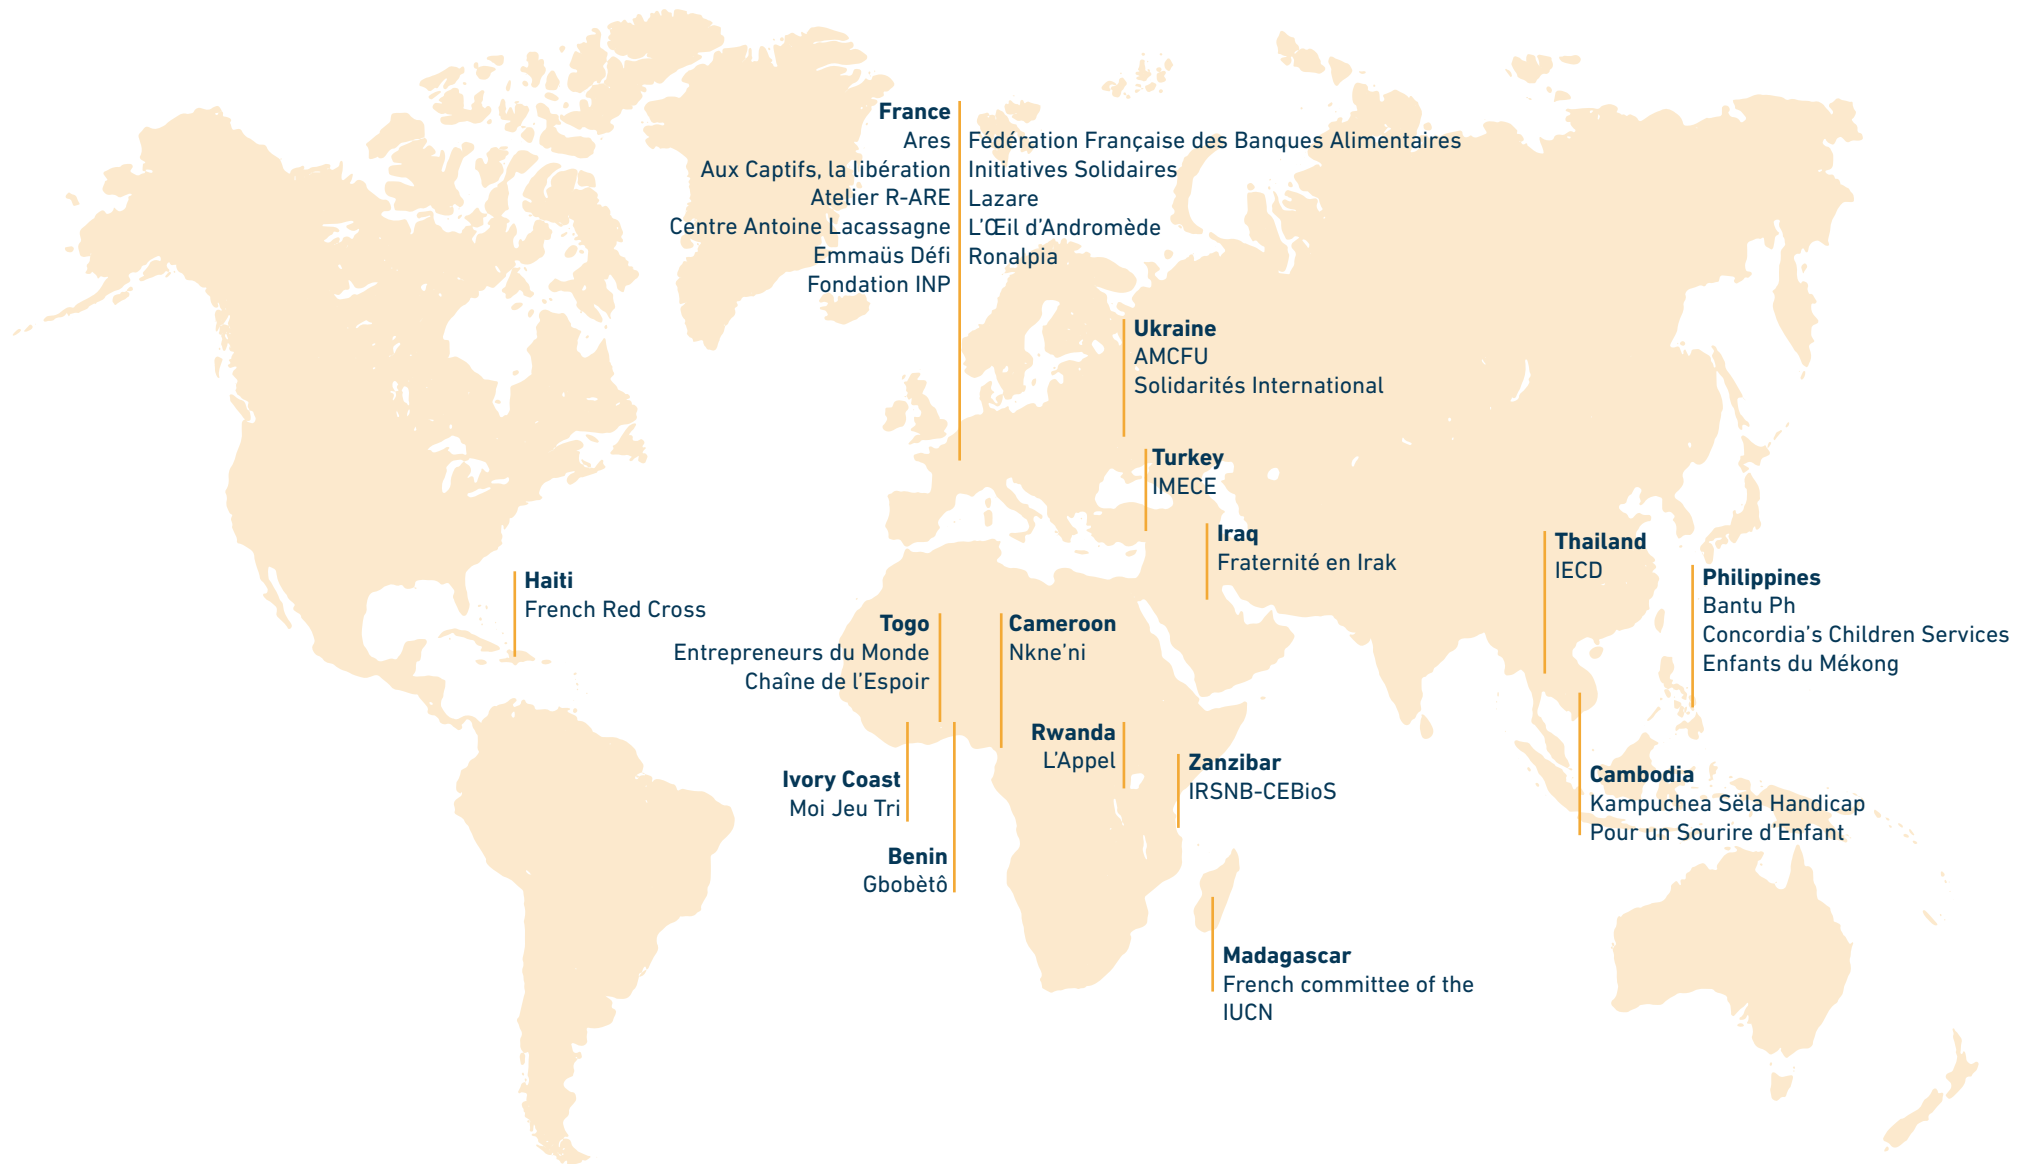 France
Ares
Aux Captifs, la libération
Atelier R-ARE
Centre Antoine Lacassagne
Emmaüs Défi
Fondation INP
Fédération Française des Banques Alimentaires
Initiatives Solidaires
Lazare
L'Œil d'Andromède
Ronalpia
Ukraine
AMCFU
Solidarités International
Turkey
IMECE
Iraq
Fraternité en Irak
Thailand
IECD
Philippines
Bantu Ph
Concordia's Children Services
Enfants du Mékong
Haiti
French Red Cross
Togo
Entrepreneurs du Monde
Chaîne de l'Espoir
Cameroon
Nkne'ni
Rwanda
L'Appel
Zanzibar
IRSNB-CEBioS
Ivory Coast
Moi Jeu Tri
Cambodia
Kampuchea Sëla Handicap
Pour un Sourire d'Enfant
Benin
Gbobètô
Madagascar
French committee of the
IUCN